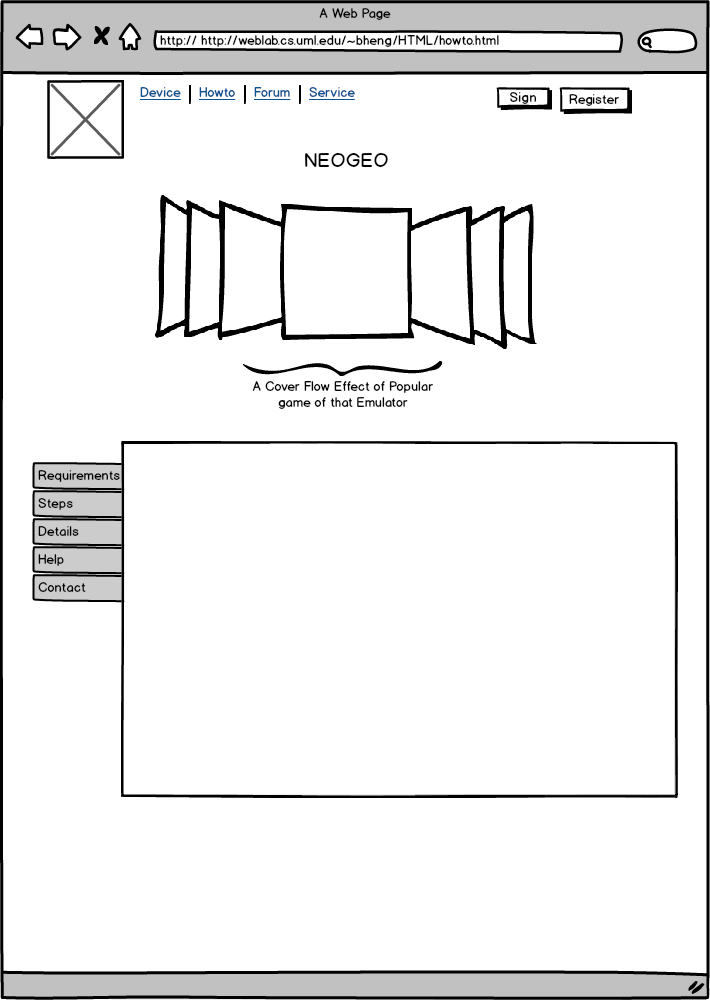 A Web Page
http:// http://weblab.cs.uml.edu/~bheng/HTML/howto.html
Device | Howto | Forum | Service
Sign
Register
NEOGEO
A Cover Flow Effect of Popular
game of that Emulator
Requirements
Steps
Details
Help
Contact